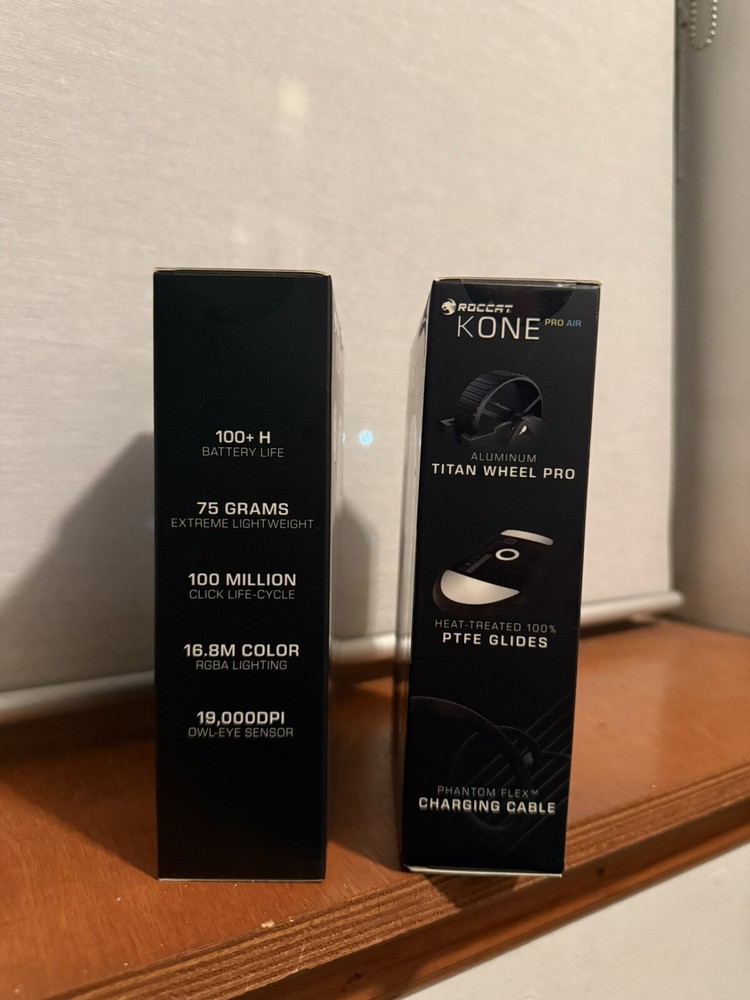 100+ H
BATTERY LIFE
75 GRAMS
EXTREME LIGHTWEIGHT
100 MILLION
CLICK LIFE-CYCLE
16.8M COLOR
RGBA LIGHTING
19,000DPI
OWL-EYE SENSOR
ROCCAT
KONE PRO AIR
ALUMINUM
TITAN WHEEL PRO
HEAT-TREATED 100%
PTFE GLIDES
PHANTOM FLEX™
CHARGING CABLE